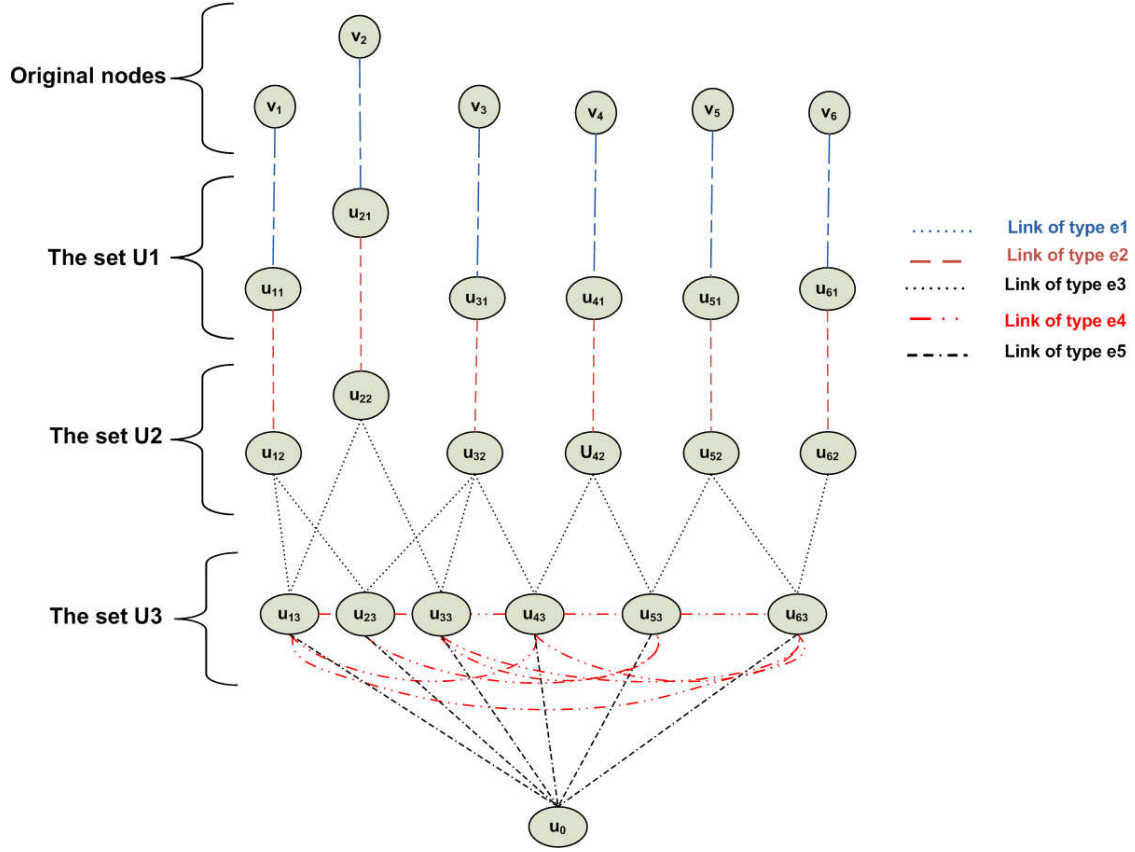 v2
Original nodes
v1
v3
v4
v5
v6
u21
The set U1
u11
u31
u41
u51
u61
Link of type e1
Link of type e2
Link of type e3
Link of type e4
Link of type e5
u22
The set U2
u12
u32
U42
u52
u62
The set U3
u13
u23
u33
u43
u53
u63
u0